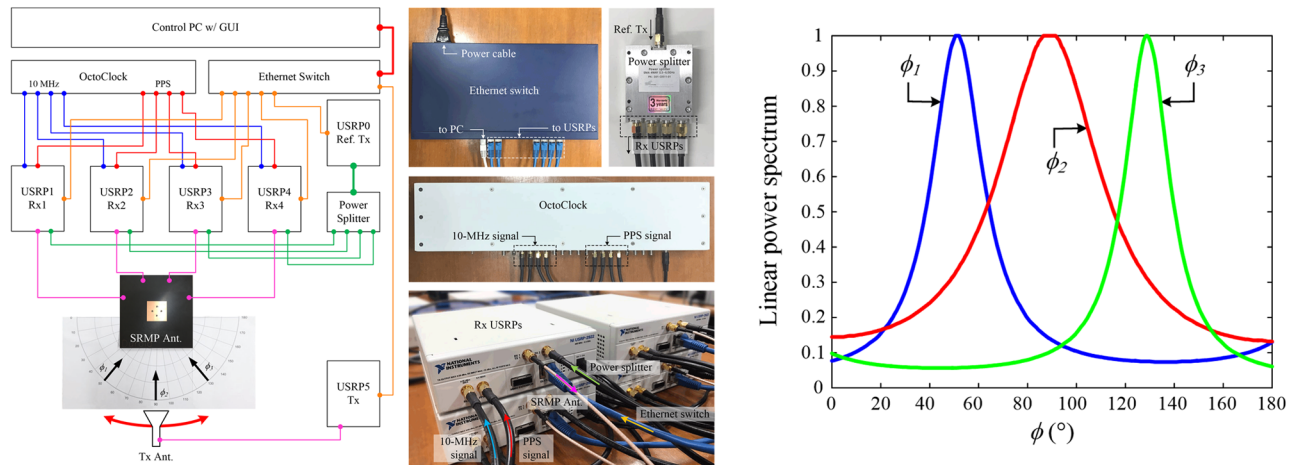 Control PC w/ GUI
OctoClock
10 MHz
PPS
Ethernet Switch
USRP0
Ref. Tx
USRP1
Rx1
USRP2
Rx2
USRP3
Rx3
USRP4
Rx4
Power
Splitter
SRMP Ant.
ϕ1
ϕ2
ϕ3
Tx Ant.
USRP5
Tx
Power cable
Ethernet switch
to PC
to USRPs
Ref. Tx
Power splitter
3
Rx USRPs
OctoClock
10-MHz signal
PPS signal
Rx USRPs
NATIONAL
INSTRUMENTS
Power splitter
SRMP Ant.
Ethernet switch
10-MHz
signal
PPS
signal
Linear power spectrum
1
0.9
0.8
0.7
0.6
0.5
0.4
0.3
0.2
0.1
0
ϕ1
ϕ2
ϕ3
0 20 40 60 80 100 120 140 160 180
ϕ (°)